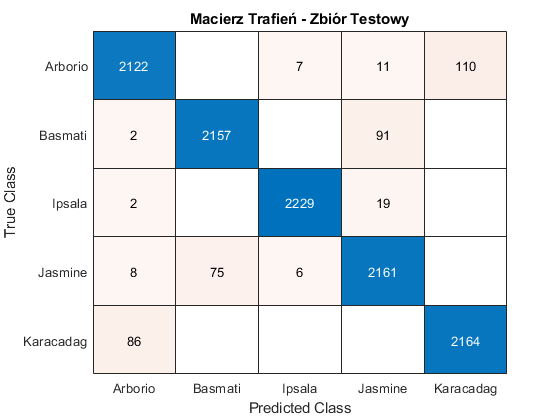 Macierz Trafień - Zbiór Testowy
True Class
Arborio 2122 7 11 110
Basmati 2 2157 91
Ipsala 2 2229 19
Jasmine 8 75 6 2161
Karacadag 86 2164
Arborio Basmati Ipsala Jasmine Karacadag
Predicted Class